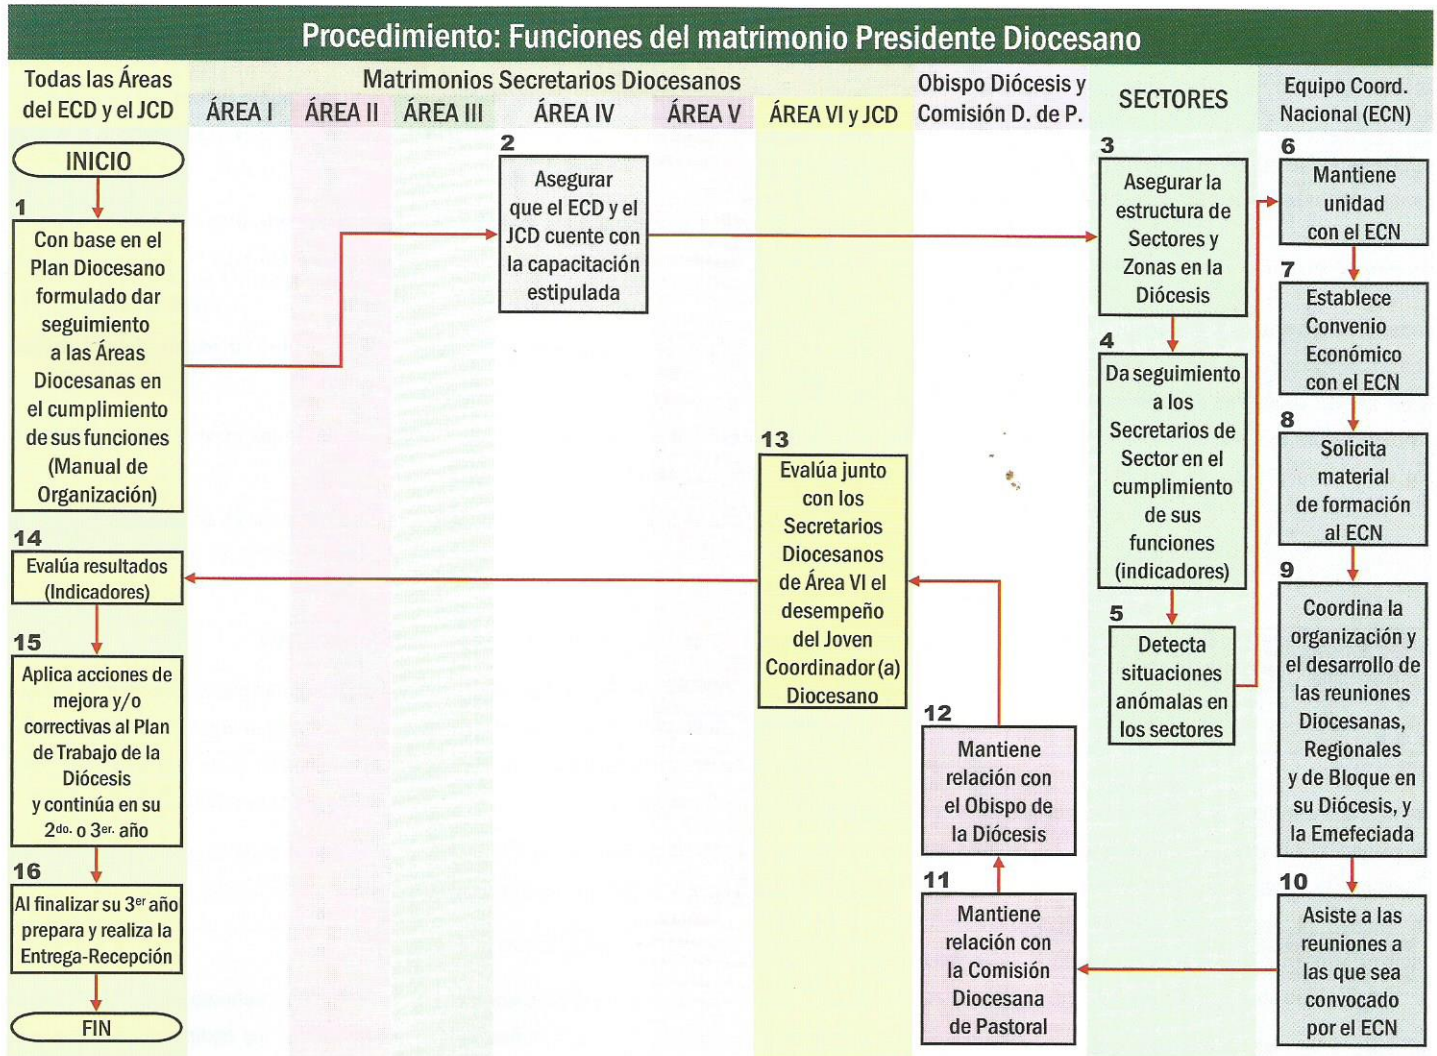 Procedimiento: Funciones del matrimonio Presidente Diocesano
Todas las Áreas
del ECD y el JCD
Matrimonios Secretarios Diocesanos
ÁREA I
ÁREA II
ÁREA III
ÁREA IV
ÁREA V
ÁREA VI y JCD
Obispo Diócesis y
Comisión D. de P.
SECTORES
Equipo Coord.
Nacional (ECN)
INICIO
1
Con base en el
Plan Diocesano
formulado dar
seguimiento
a las Áreas
Diocesanas en
el cumplimiento
de sus funciones
(Manual de
Organización)
2
Asegurar
que el ECD y el
JCD cuente con
la capacitación
estipulada
3
Asegurar la
estructura de
Sectores y
Zonas en la
Diócesis
4
Da seguimiento
a los
Secretarios de
Sector en el
cumplimiento
de sus
funciones
(indicadores)
5
Detecta
situaciones
anómalas en
los sectores
6
Mantiene
unidad
con el ECN
7
Establece
Convenio
Económico
con el ECN
8
Solicita
material
de formación
al ECN
9
Coordina la
organización y
el desarrollo de
las reuniones
Diocesanas,
Regionales
y de Bloque en
su Diócesis, y
la Emefeciada
10
Asiste a las
reuniones a
las que sea
convocado
por el ECN
11
Mantiene
relación con
la Comisión
Diocesana
de Pastoral
12
Mantiene
relación con
el Obispo de
la Diócesis
13
Evalúa junto
con los
Secretarios
Diocesanos
de Área VI el
desempeño
del Joven
Coordinador (a)
Diocesano
14
Evalúa resultados
(Indicadores)
15
Aplica acciones de
mejora y/o
correctivas al Plan
de Trabajo de la
Diócesis
y continúa en su
2do. o 3er. año
16
Al finalizar su 3er año
prepara y realiza la
Entrega-Recepción
FIN